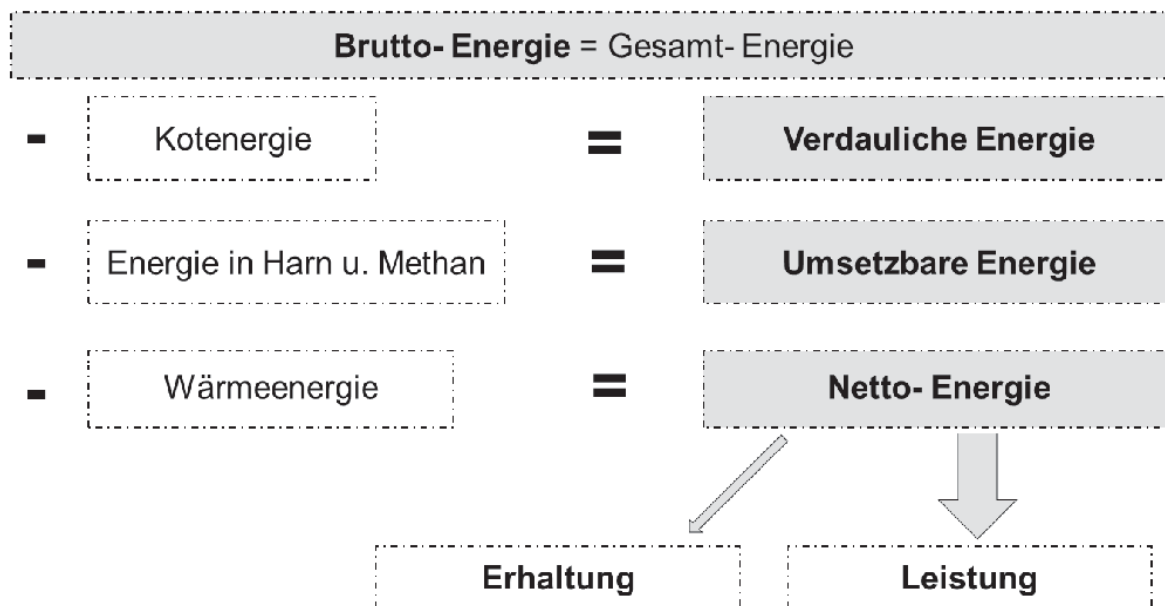 Brutto- Energie = Gesamt- Energie
- Kotenergie = Verdauliche Energie
- Energie in Harn u. Methan = Umsetzbare Energie
- Wärmeenergie = Netto- Energie
Erhaltung Leistung